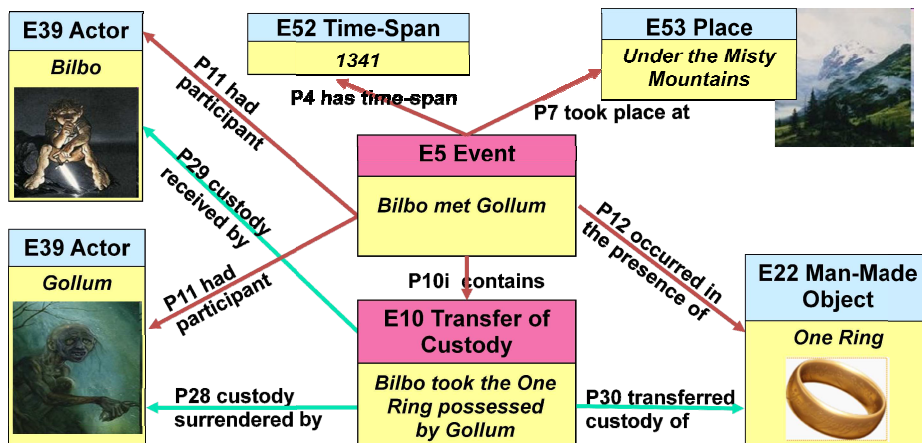 E39 Actor
Bilbo
E52 Time-Span
1341
E53 Place
Under the Misty
Mountains
P11 had
participant
P4 has time-span
P7 took place at
P29 custody
received by
E5 Event
Bilbo met Gollum
P12 occurred in
the presence of
E39 Actor
Gollum
P11 had
participant
P10i contains
E22 Man-Made
Object
One Ring
E10 Transfer of
Custody
Bilbo took the One
Ring possessed
by Gollum
P28 custody
surrendered by
P30 transferred
custody of